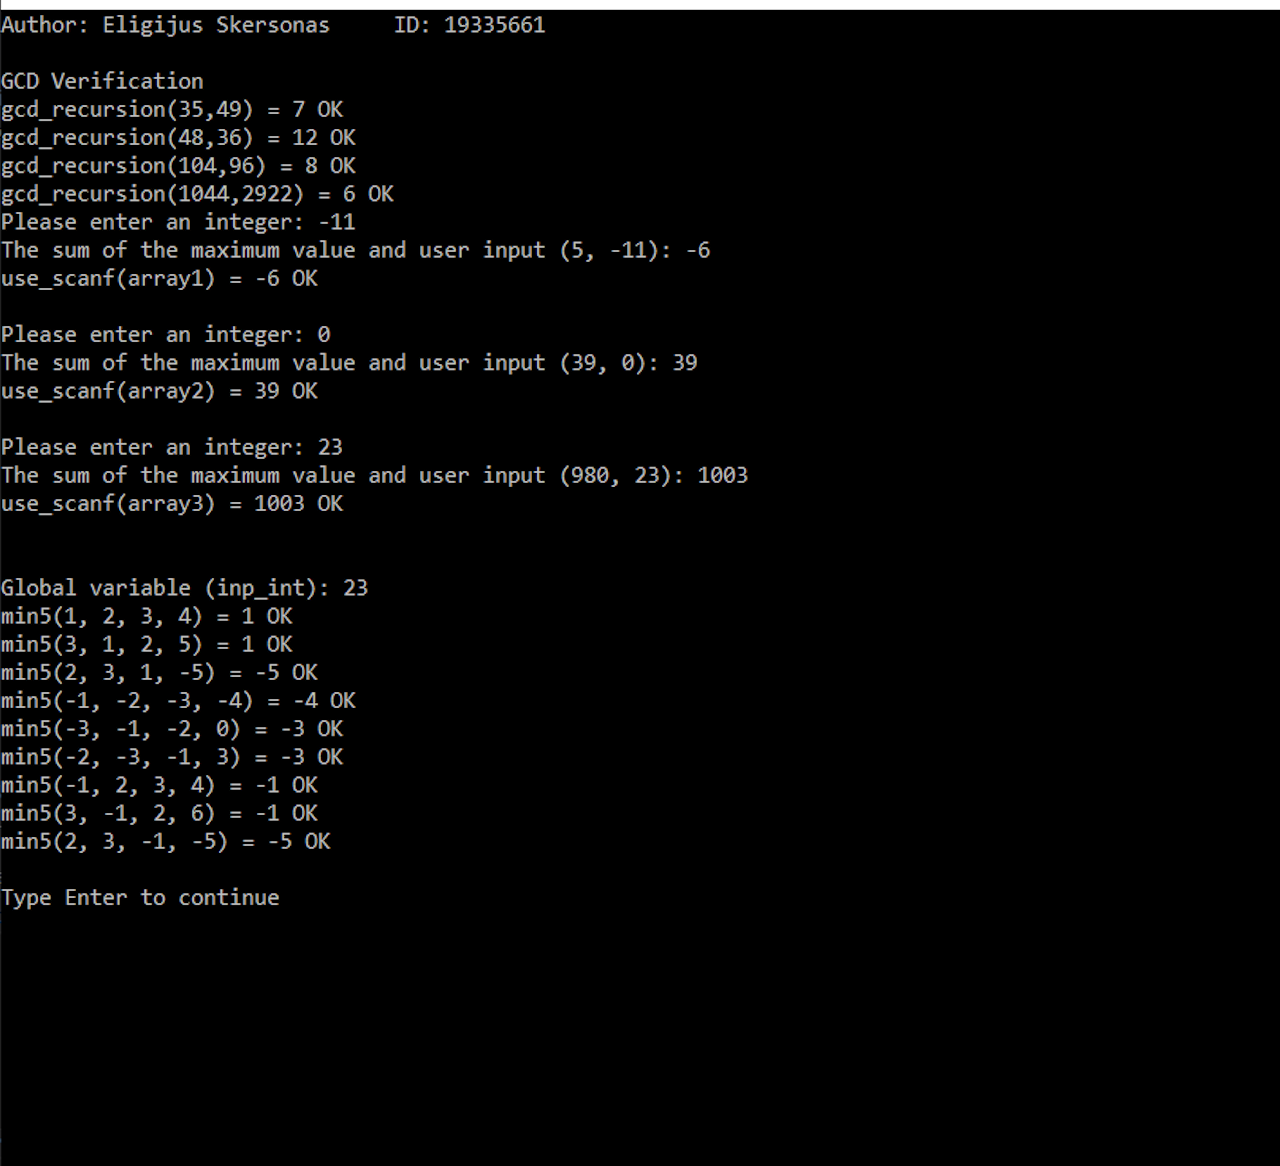 Author: Eligijus Skersonas     ID: 19335661
GCD Verification
gcd_recursion(35,49) = 7 OK
gcd_recursion(48,36) = 12 OK
gcd_recursion(104,96) = 8 OK
gcd_recursion(1044,2922) = 6 OK
Please enter an integer: -11
The sum of the maximum value and user input (5, -11): -6
use_scanf(array1) = -6 OK
Please enter an integer: 0
The sum of the maximum value and user input (39, 0): 39
use_scanf(array2) = 39 OK
Please enter an integer: 23
The sum of the maximum value and user input (980, 23): 1003
use_scanf(array3) = 1003 OK
Global variable (inp_int): 23
min5(1, 2, 3, 4) = 1 OK
min5(3, 1, 2, 5) = 1 OK
min5(2, 3, 1, -5) = -5 OK
min5(-1, -2, -3, -4) = -4 OK
min5(-3, -1, -2, 0) = -3 OK
min5(-2, -3, -1, 3) = -3 OK
min5(-1, 2, 3, 4) = -1 OK
min5(3, -1, 2, 6) = -1 OK
min5(2, 3, -1, -5) = -5 OK
Type Enter to continue